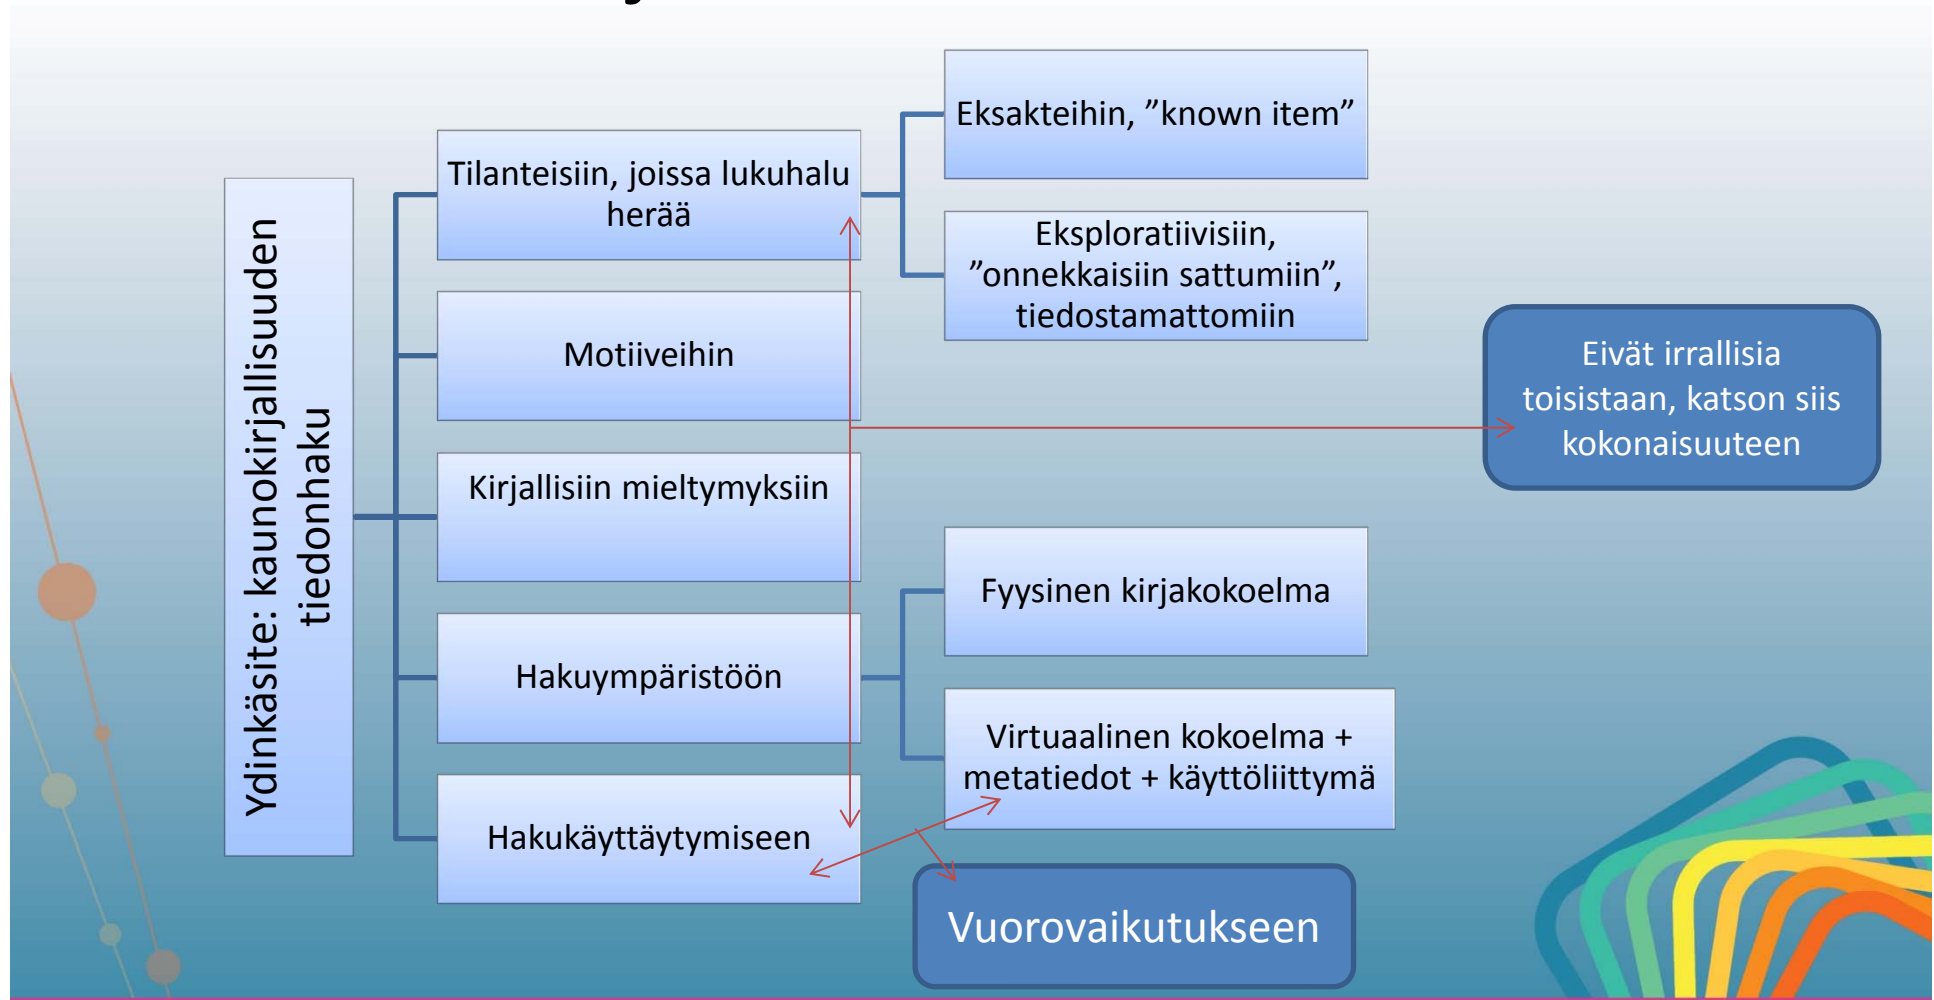 Ydinkäsite: kaunokirjallisuuden
tiedonhaku
Tilanteisiin, joissa lukuhalu
herää
Motiiveihin
Kirjallisiin mieltymyksiin
Hakuympäristöön
Hakukäyttäytymiseen
Eksakteihin, ”known item”
Eksploratiivisiin,
”onnekkaisiin sattumiin”,
tiedostamattomiin
Fyysinen kirjakokoelma
Virtuaalinen kokoelma +
metatiedot + käyttöliittymä
Vuorovaikutukseen
Eivät irrallisia
toisistaan, katson siis
kokonaisuuteen